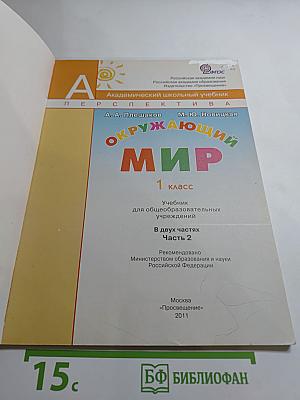 Российская академия наук
Российская академия образования
Издательство «Просвещение»
ФГОС
А
Академический школьный учебник
ПЕРСПЕКТИВА
А. А. Плешаков М. Ю. Новицкая
ОКРУЖАЮЩИЙ
МИР
1 класс
Учебник
для общеобразовательных
учреждений
В двух частях
Часть 2
Рекомендовано
Министерством образования и науки
Российской Федерации
Москва
«Просвещение»
2011
15с
БФ БИБЛИОФАН